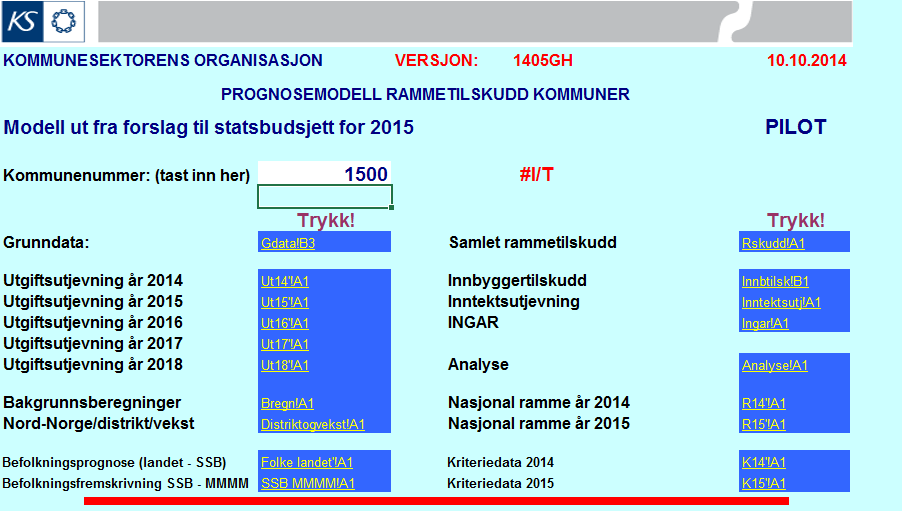 KS
KOMMUNESEKTORENS ORGANISASJON VERSJON: 1405GH 10.10.2014
PROGNOSEMODELL RAMMETILSKUDD KOMMUNER
Modell ut fra forslag til statsbudsjett for 2015 PILOT
Kommunenummer: (tast inn her) 1500 #I/T
Trykk! Trykk!
Grunndata: Gdata!B3 Samlet rammetilskudd Rskudd!A1
Utgiftsutjevning år 2014 Ut14'!A1 Innbyggertilskudd Innbtilsk!B1
Utgiftsutjevning år 2015 Ut15'!A1 Inntektsutjevning Inntektsutj!A1
Utgiftsutjevning år 2016 Ut16'!A1 INGAR Ingar!A1
Utgiftsutjevning år 2017 Ut17'!A1
Utgiftsutjevning år 2018 Ut18'!A1 Analyse Analyse!A1
Bakgrunnsberegninger Bregn!A1 Nasjonal ramme år 2014 R14'!A1
Nord-Norge/distrikt/vekst Distriktogvekst!A1 Nasjonal ramme år 2015 R15'!A1
Befolkningsprognose (landet - SSB) Folke landet'!A1 Kriteriedata 2014 K14'!A1
Befolkningsfremskrivning SSB - MMMM SSB MMMM!A1 Kriteriedata 2015 K15'!A1